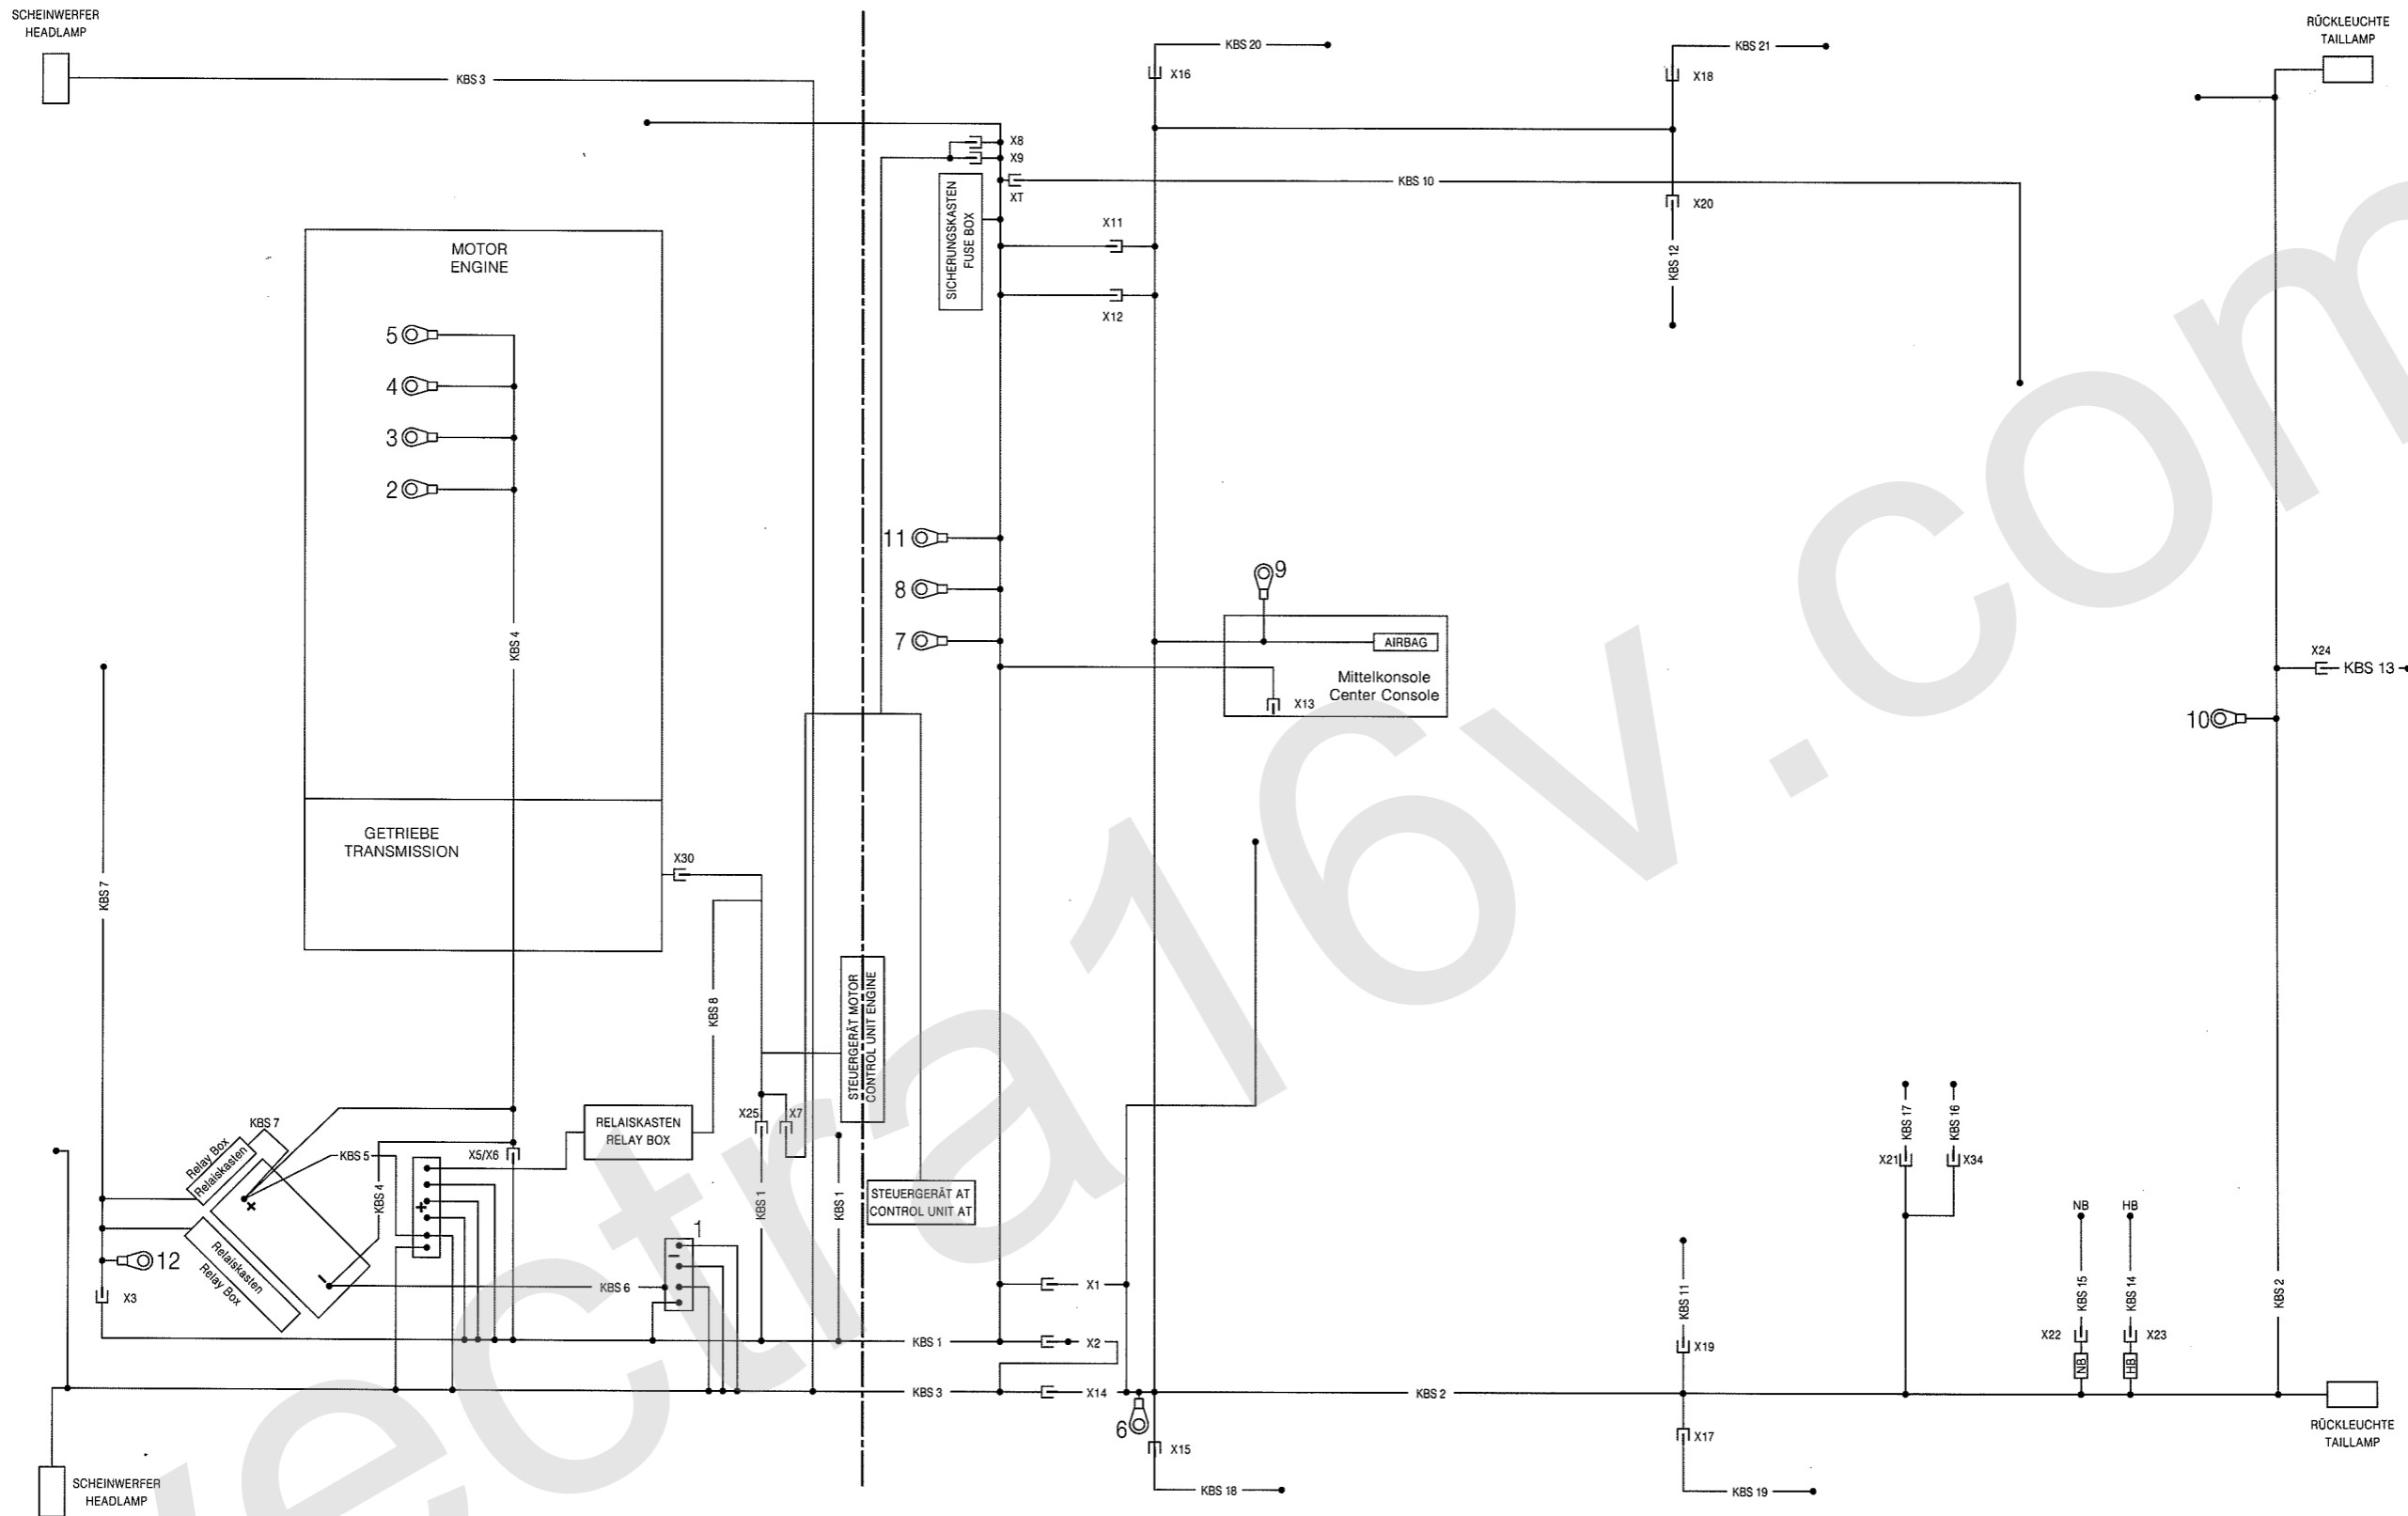 SCHEINWERFER
HEADLAMP
KBS 3
KBS 20
X16
KBS 21
X18
RÜCKLEUCHTE
TAILLAMP
X8
X9
XT
KBS 10
SICHERUNGSKASTEN
FUSE BOX
X11
X12
X20
KBS 12
MOTOR
ENGINE
5
4
3
2
KBS 4
11
8
7
9
AIRBAG
Mittelkonsole
Center Console
X13
X24
KBS 13
10
KBS 7
GETRIEBE
TRANSMISSION
X30
KBS 8
STEUERGERÄT MOTOR
CONTROL UNIT ENGINE
X25
X7
RELAISKASTEN
RELAY BOX
KBS 7
Relay Box
Relaiskasten
KBS 5
X5/X6
KBS 4
+
KBS 1
KBS 1
STEUERGERÄT AT
CONTROL UNIT AT
KBS 17
KBS 16
X21
X34
NB
HB
KBS 15
KBS 14
X22
X23
NB
HB
KBS 2
1
12
Relaiskasten
Relay Box
X3
KBS 6
X1
KBS 11
X19
KBS 1
X2
KBS 3
X14
KBS 2
6
X15
X17
KBS 18
KBS 19
RÜCKLEUCHTE
TAILLAMP
SCHEINWERFER
HEADLAMP
vectra16v.com